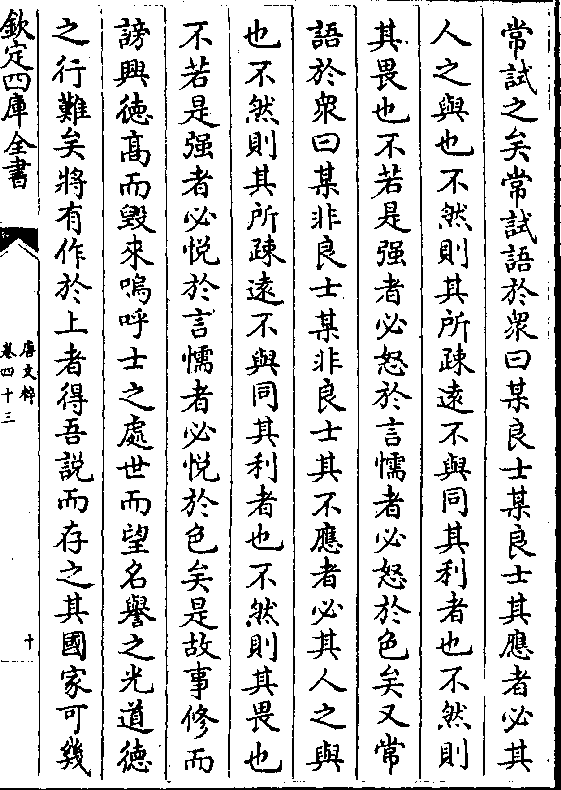 常試之矣常試語於衆曰某良士某良士其應者必其
人之與也不然則其所疎遠不與同其利者也不然則
其畏也不若是强者必怒於言懦者必怒於色矣又常
語於衆曰某非良士某非良士其不應者必其人之與
也不然則其所疎遠不與同其利者也不然則其畏也
不若是强者必悦於言懦者必悦於色矣是故事修而
謗興徳髙而毀來嗚呼士之處世而望名譽之光道徳
之行難矣將有作於上者得吾説而存之其國家可幾
欽定四庫全書
唐文粹
卷四十三
十